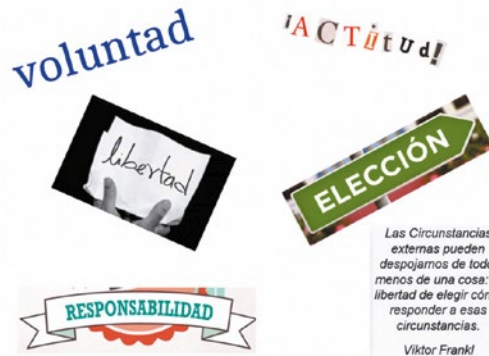 voluntad
¡ACTitud!
libertad
ELECCIÓN
RESPONSABILIDAD
Las Circunstancias
externas pueden
despojarnos de todo
menos de una cosa:
libertad de elegir
responder a esas
circunstancias.
Viktor Frankl